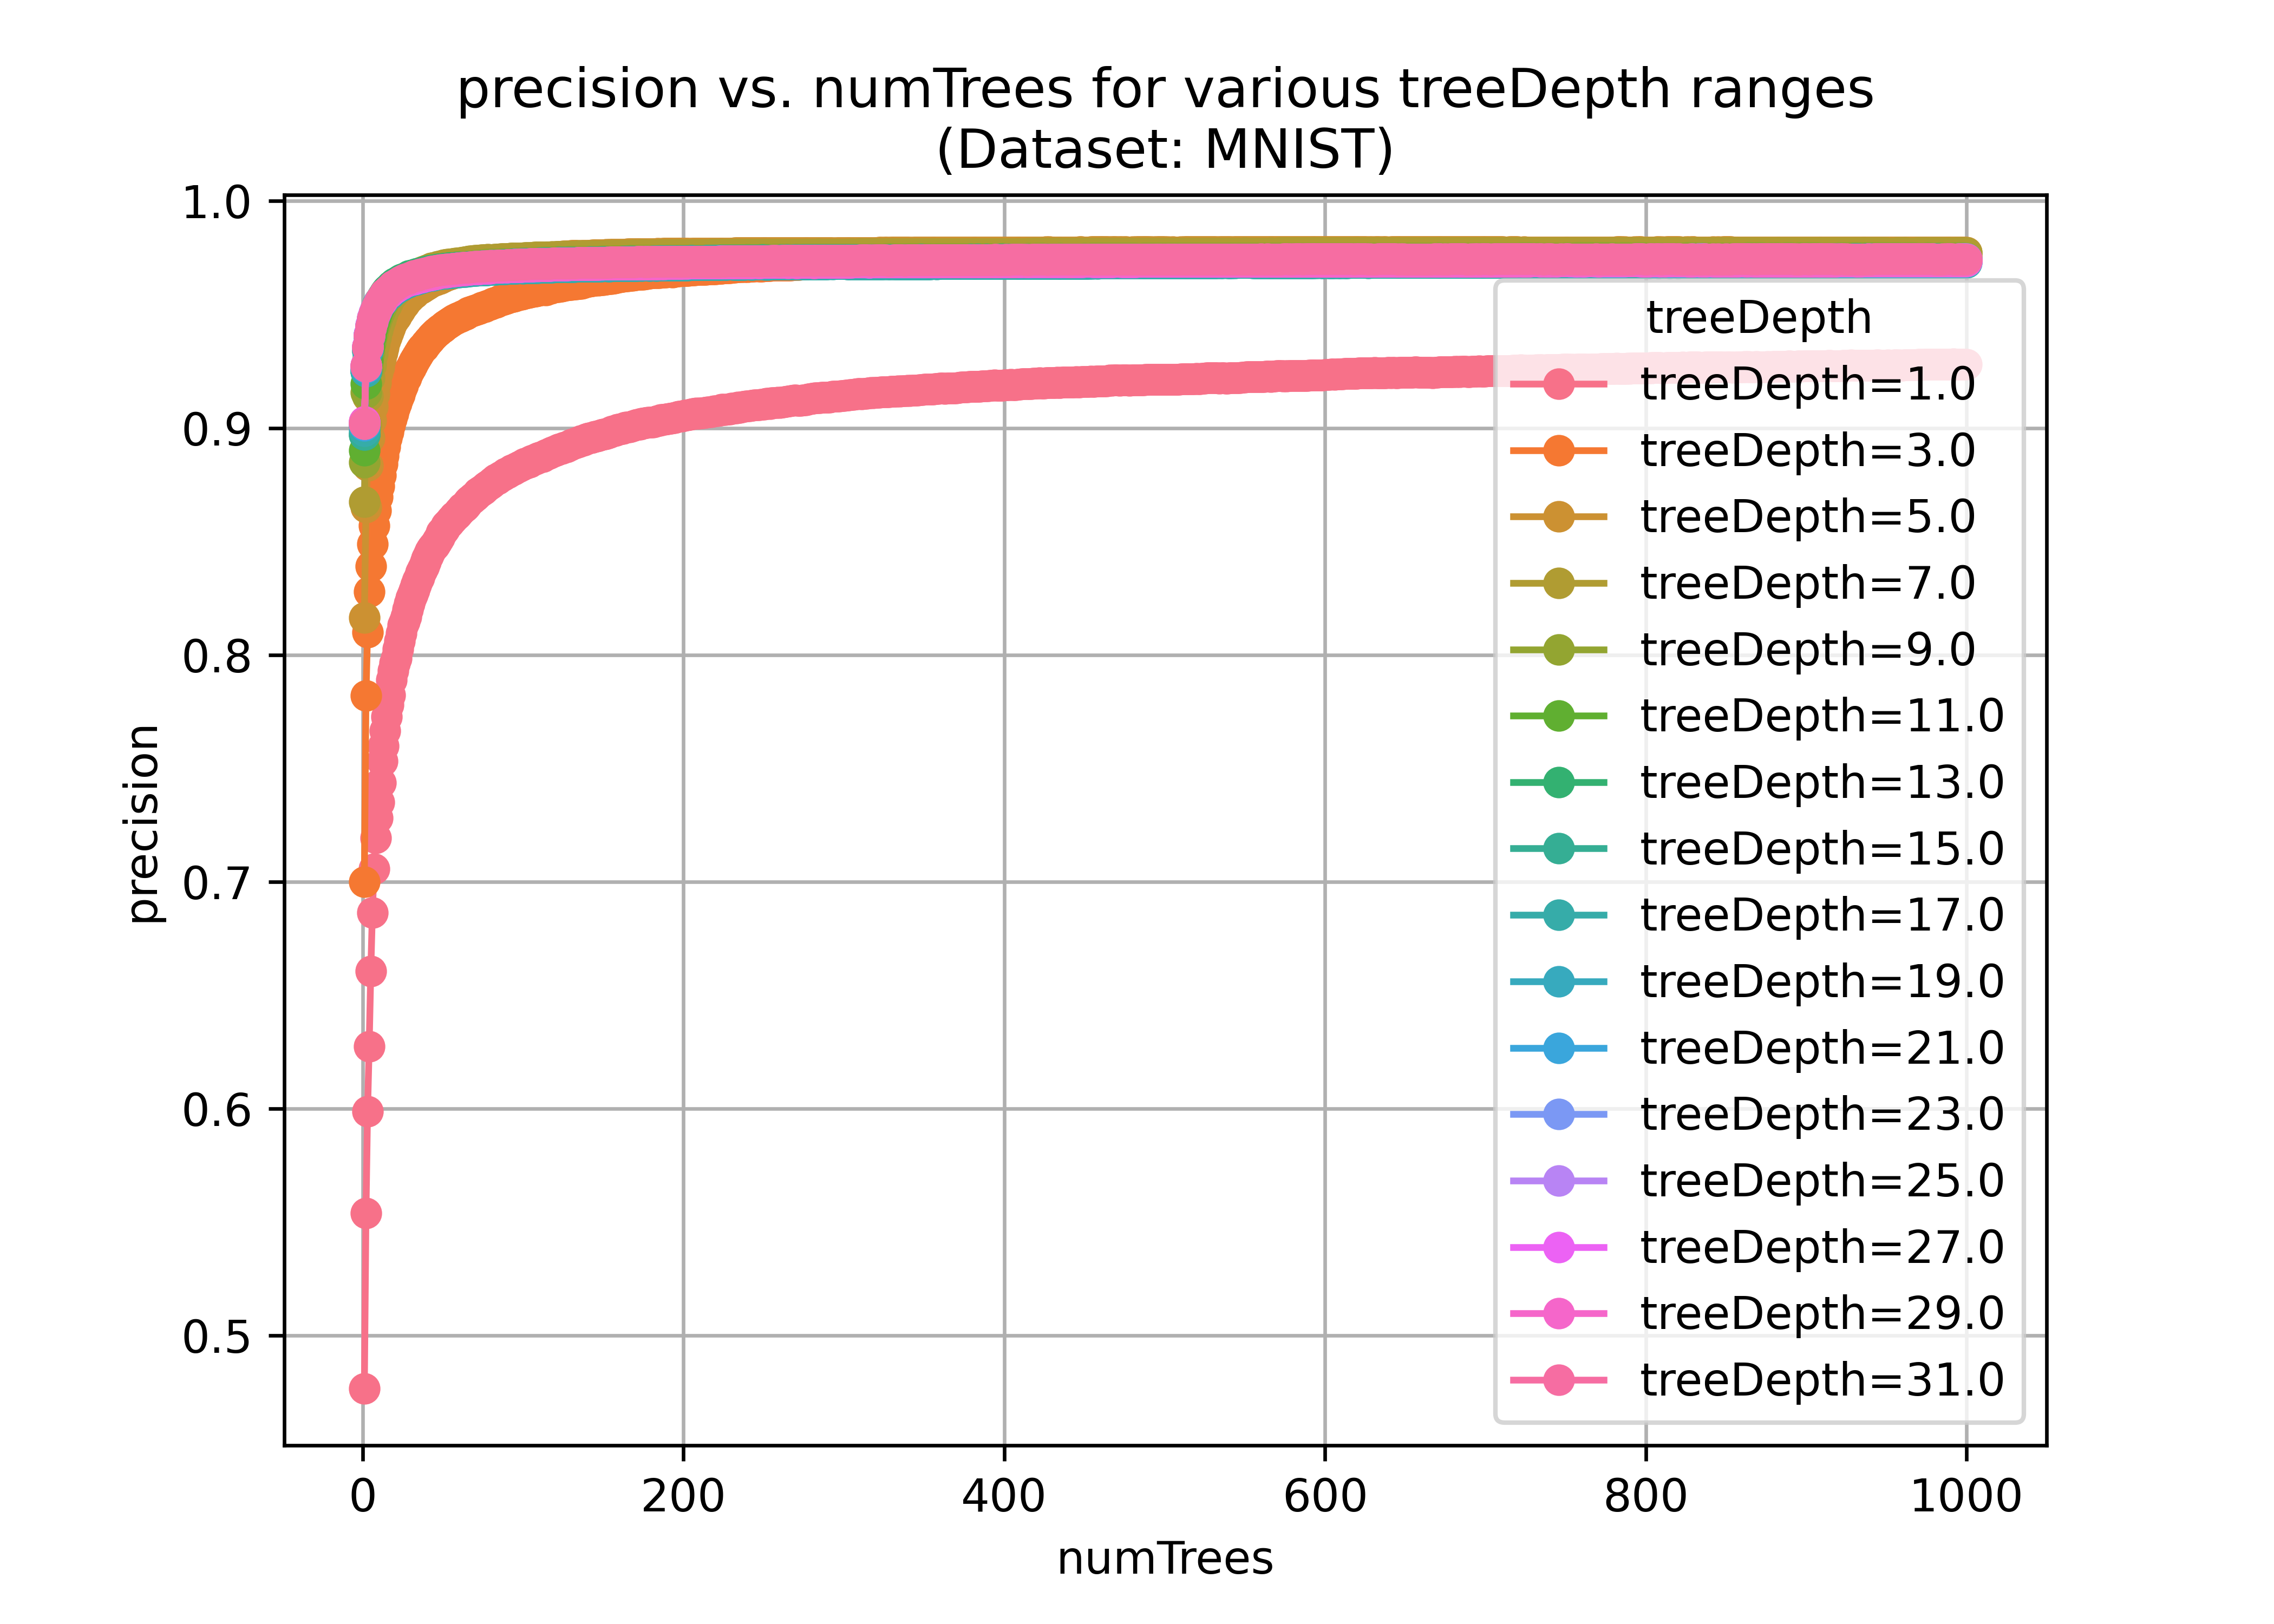 precision vs. numTrees for various treeDepth ranges
(Dataset: MNIST)
1.0
0.9
0.8
0.7
0.6
0.5
precision
0
200
400
600
800
1000
numTrees
treeDepth
treeDepth=1.0
treeDepth=3.0
treeDepth=5.0
treeDepth=7.0
treeDepth=9.0
treeDepth=11.0
treeDepth=13.0
treeDepth=15.0
treeDepth=17.0
treeDepth=19.0
treeDepth=21.0
treeDepth=23.0
treeDepth=25.0
treeDepth=27.0
treeDepth=29.0
treeDepth=31.0